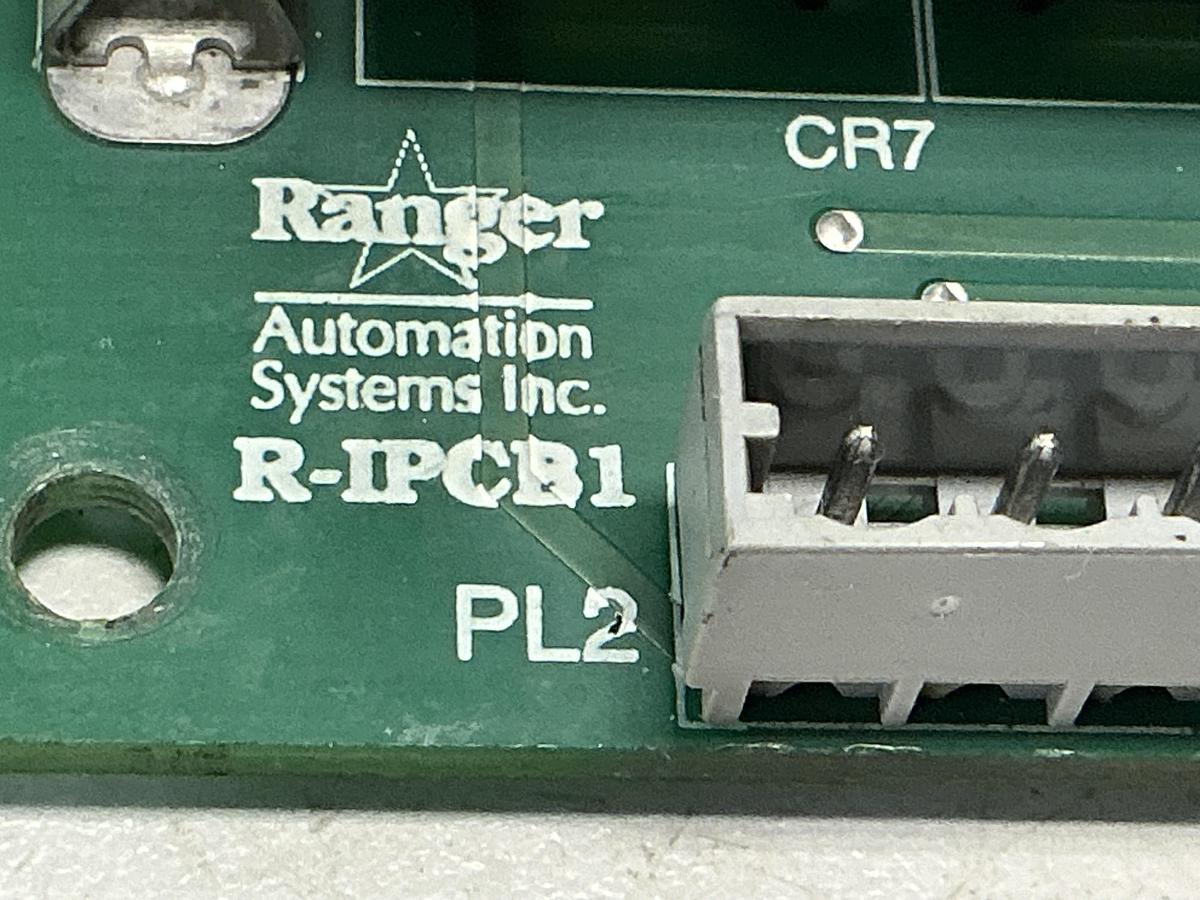 CR7
Ranger
Automation
Systems Inc.
R-IPCB1
PL2